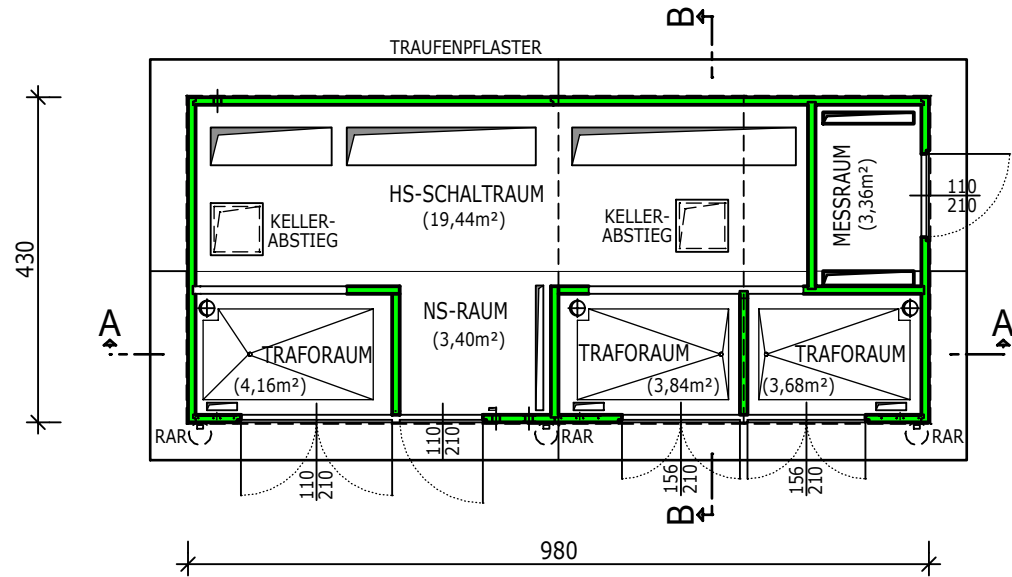 B
TRAUFENPFLASTER
430
HS-SCHALTRAUM
(19,44m²)
KELLER-
ABSTIEG
KELLER-
ABSTIEG
MESSRAUM
(3,36m²)
110
210
A
NS-RAUM
(3,40m²)
A
TRAFORAUM
(4,16m²)
TRAFORAUM
(3,84m²)
TRAFORAUM
(3,68m²)
RAR
RAR
RAR
110
210
110
210
156
210
156
210
B
980